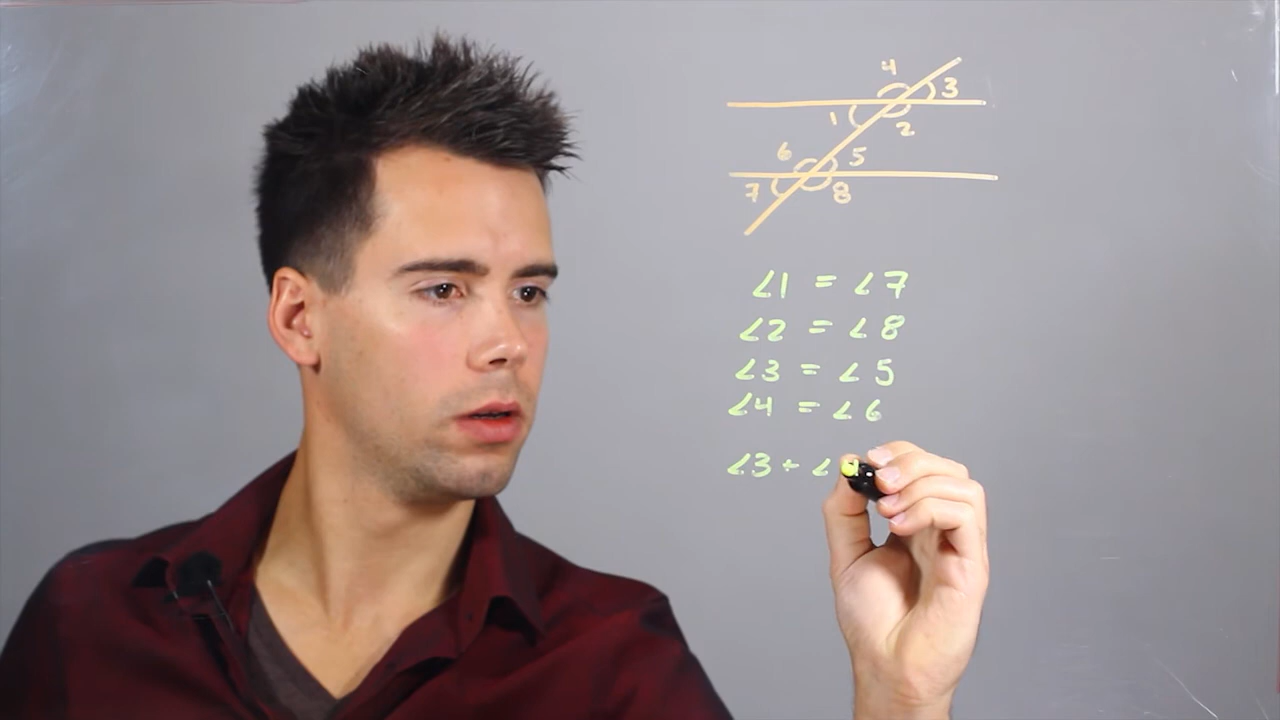 4
3
1
2
6
5
7
8
∠1 = ∠7
∠2 = ∠8
∠3 = ∠5
∠4 = ∠6
∠3 + ∠